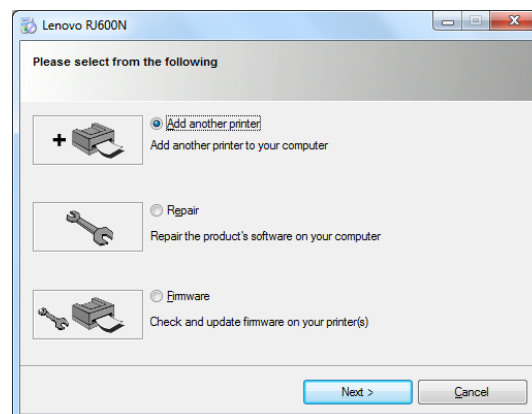 Lenovo RJ600N
Please select from the following
Add another printer
Add another printer to your computer
Repair
Repair the product's software on your computer
Firmware
Check and update firmware on your printer(s)
Next >
Cancel